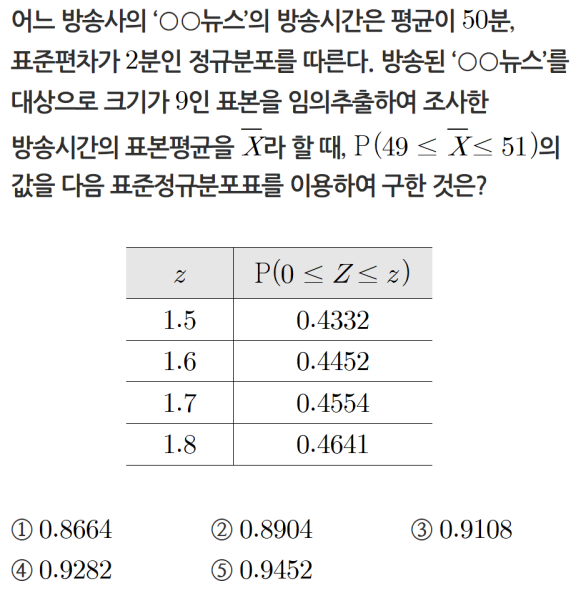 어느 방송사의 ‘○○뉴스’의 방송시간은 평균이 50분,
표준편차가 2분인 정규분포를 따른다. 방송된 ‘○○뉴스’를
대상으로 크기가 9인 표본을 임의추출하여 조사한
방송시간의 표본평균을 X̅라 할 때, P(49 ≤ X̅ ≤ 51)의
값을 다음 표준정규분포표를 이용하여 구한 것은?
z P(0 ≤ Z ≤ z)
1.5 0.4332
1.6 0.4452
1.7 0.4554
1.8 0.4641
① 0.8664 ② 0.8904 ③ 0.9108
④ 0.9282 ⑤ 0.9452